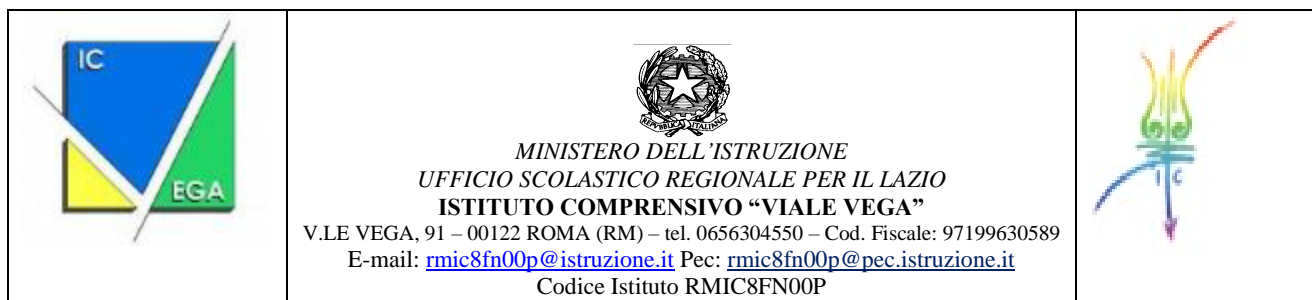 IC
EGA
REPVBBLICA ITALIANA
MINISTERO DELL’ISTRUZIONE
UFFICIO SCOLASTICO REGIONALE PER IL LAZIO
ISTITUTO COMPRENSIVO “VIALE VEGA”
V.LE VEGA, 91 – 00122 ROMA (RM) – tel. 0656304550 – Cod. Fiscale: 97199630589
E-mail: rmic8fn00p@istruzione.it Pec: rmic8fn00p@pec.istruzione.it
Codice Istituto RMIC8FN00P
I C